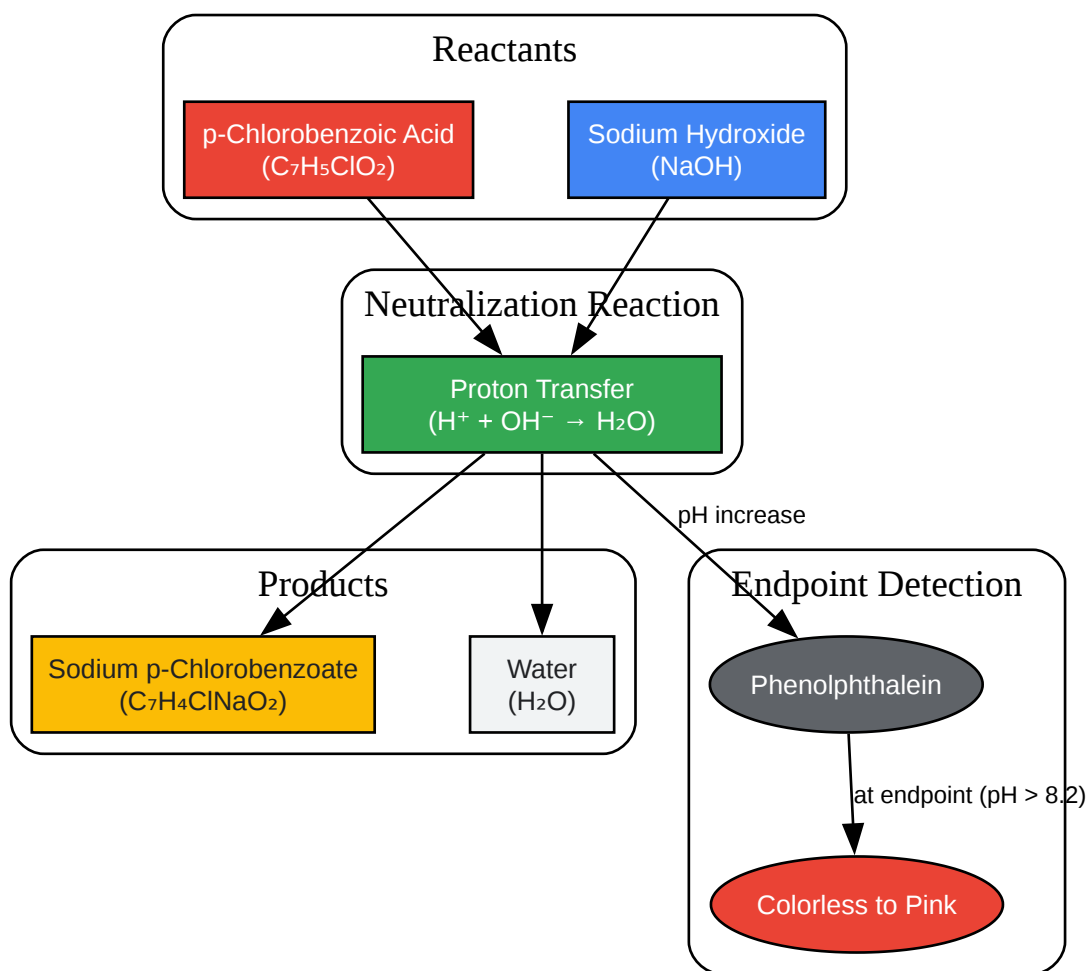 Reactants
p-Chlorobenzoic Acid
(C₇H₅ClO₂)
Sodium Hydroxide
(NaOH)
Neutralization Reaction
Proton Transfer
(H⁺ + OH⁻ → H₂O)
pH increase
Products
Endpoint Detection
Sodium p-Chlorobenzoate
(C₇H₄ClNaO₂)
Water
(H₂O)
Phenolphthalein
at endpoint (pH > 8.2)
Colorless to Pink